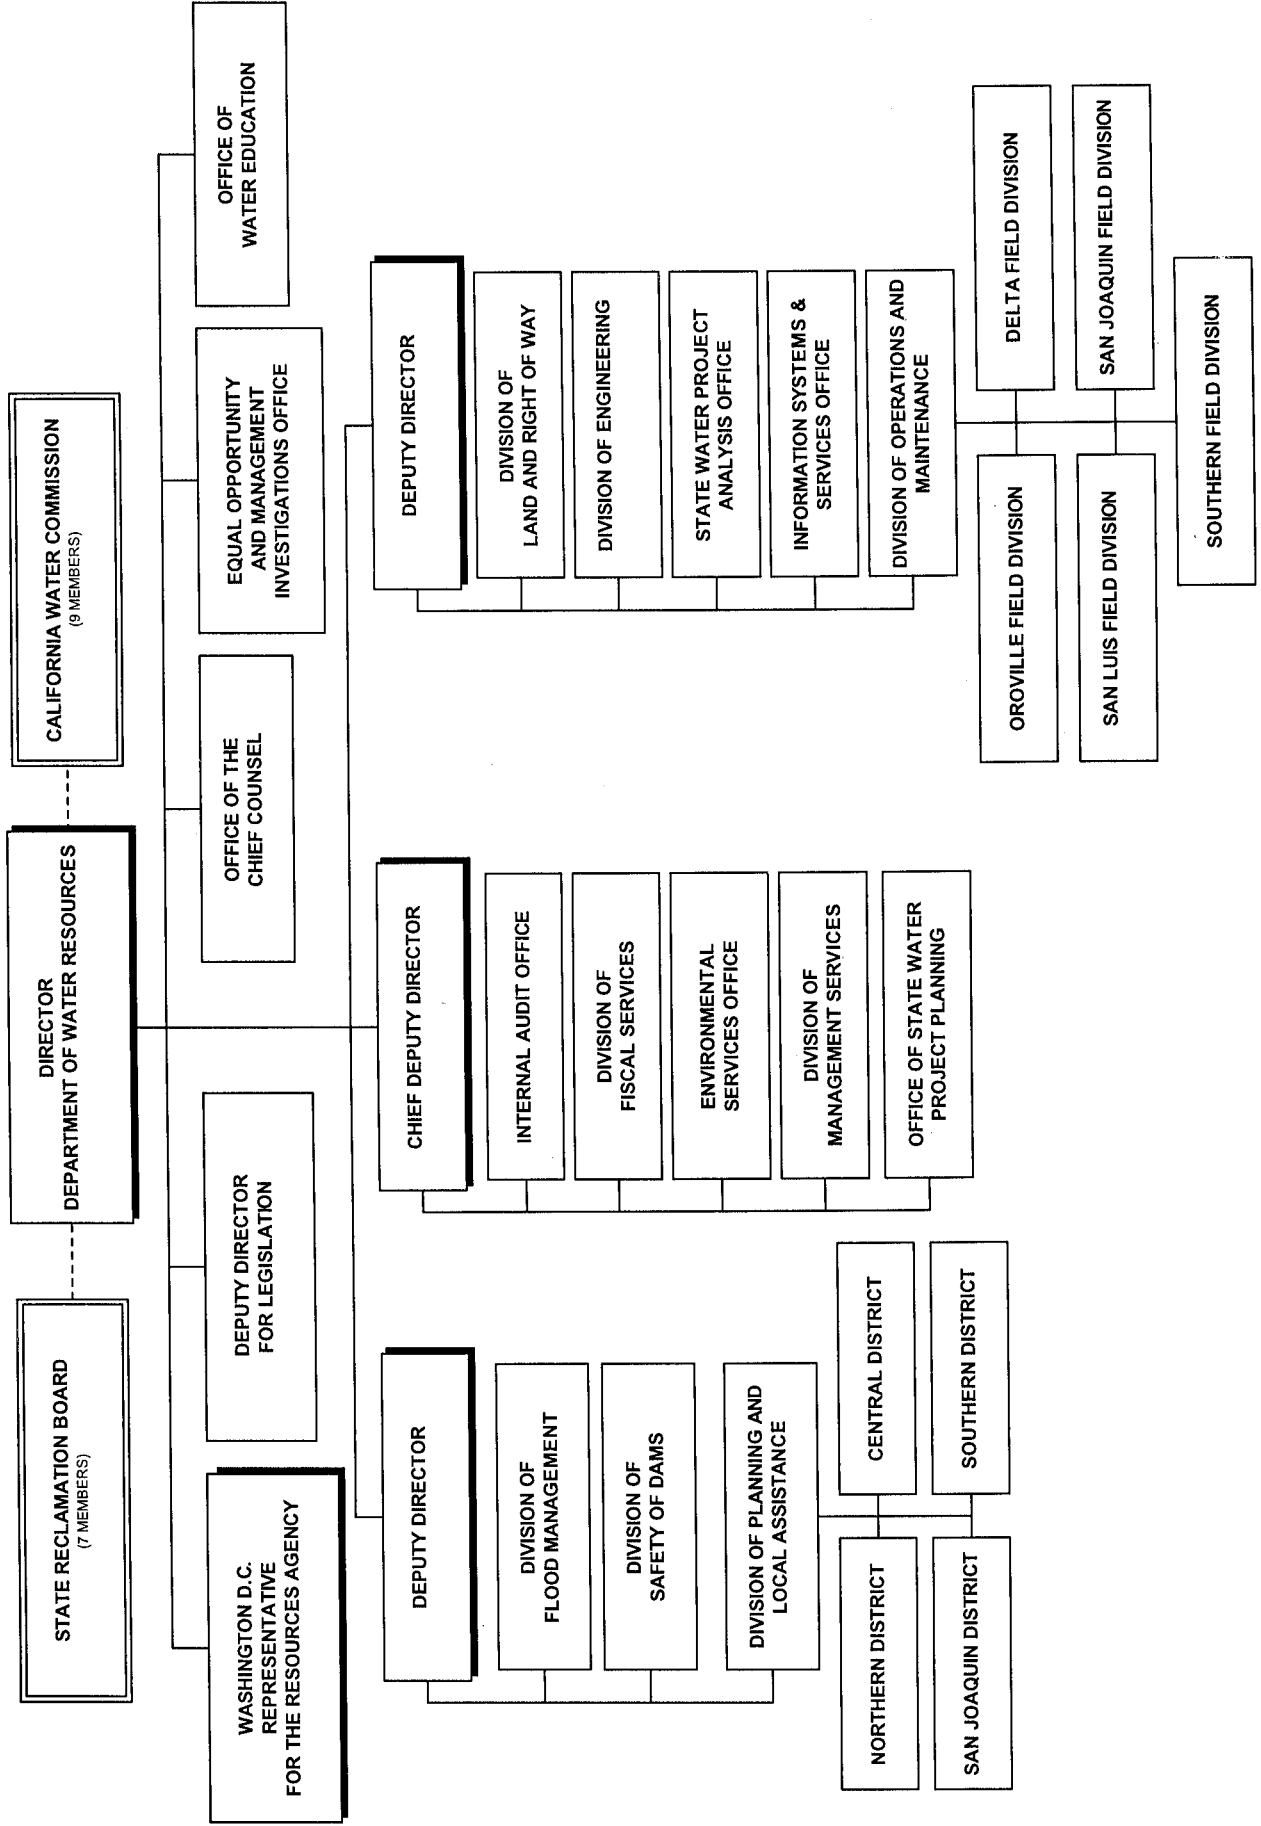 STATE RECLAMATION BOARD
(7 MEMBERS)
DIRECTOR
DEPARTMENT OF WATER RESOURCES
CALIFORNIA WATER COMMISSION
(9 MEMBERS)
WASHINGTON D.C.
REPRESENTATIVE
FOR THE RESOURCES AGENCY
DEPUTY DIRECTOR
FOR LEGISLATION
OFFICE OF THE
CHIEF COUNSEL
EQUAL OPPORTUNITY
AND MANAGEMENT
INVESTIGATIONS OFFICE
OFFICE OF
WATER EDUCATION
DEPUTY DIRECTOR
DIVISION OF
FLOOD MANAGEMENT
DIVISION OF
SAFETY OF DAMS
DIVISION OF PLANNING AND
LOCAL ASSISTANCE
NORTHERN DISTRICT
CENTRAL DISTRICT
SAN JOAQUIN DISTRICT
SOUTHERN DISTRICT
CHIEF DEPUTY DIRECTOR
INTERNAL AUDIT OFFICE
DIVISION OF
FISCAL SERVICES
ENVIRONMENTAL
SERVICES OFFICE
DIVISION OF
MANAGEMENT SERVICES
OFFICE OF STATE WATER
PROJECT PLANNING
DEPUTY DIRECTOR
DIVISION OF
LAND AND RIGHT OF WAY
DIVISION OF ENGINEERING
STATE WATER PROJECT
ANALYSIS OFFICE
INFORMATION SYSTEMS &
SERVICES OFFICE
DIVISION OF OPERATIONS AND
MAINTENANCE
OROVILLE FIELD DIVISION
DELTA FIELD DIVISION
SAN LUIS FIELD DIVISION
SAN JOAQUIN FIELD DIVISION
SOUTHERN FIELD DIVISION